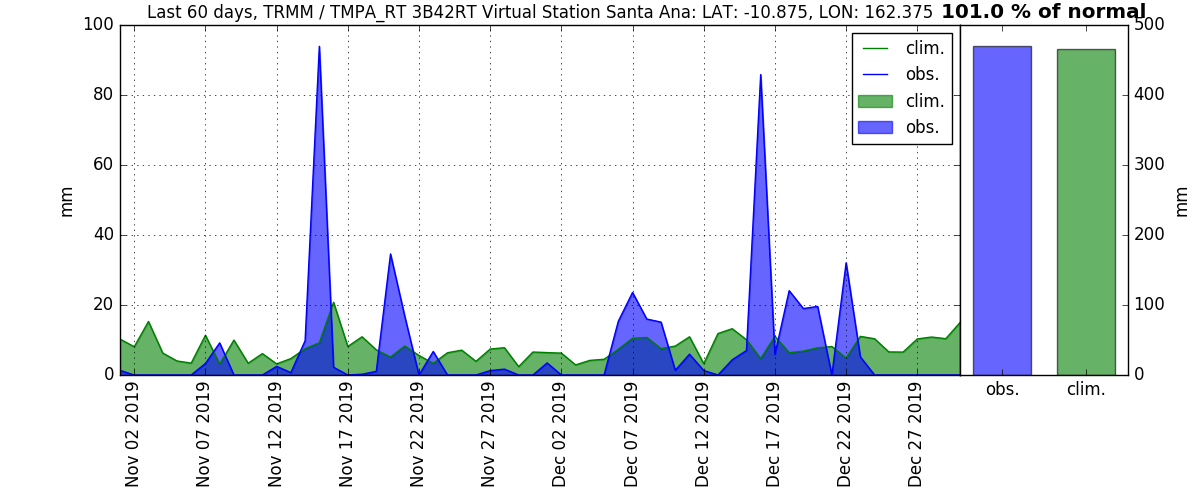 Last 60 days, TRMM / TMPA_RT 3B42RT Virtual Station Santa Ana: LAT: -10.875, LON: 162.375
101.0 % of normal
100
80
60
40
20
0
mm
clim.
obs.
clim.
obs.
Nov 02 2019
Nov 07 2019
Nov 12 2019
Nov 17 2019
Nov 22 2019
Nov 27 2019
Dec 02 2019
Dec 07 2019
Dec 12 2019
Dec 17 2019
Dec 22 2019
Dec 27 2019
500
400
300
200
100
0
mm
obs.
clim.